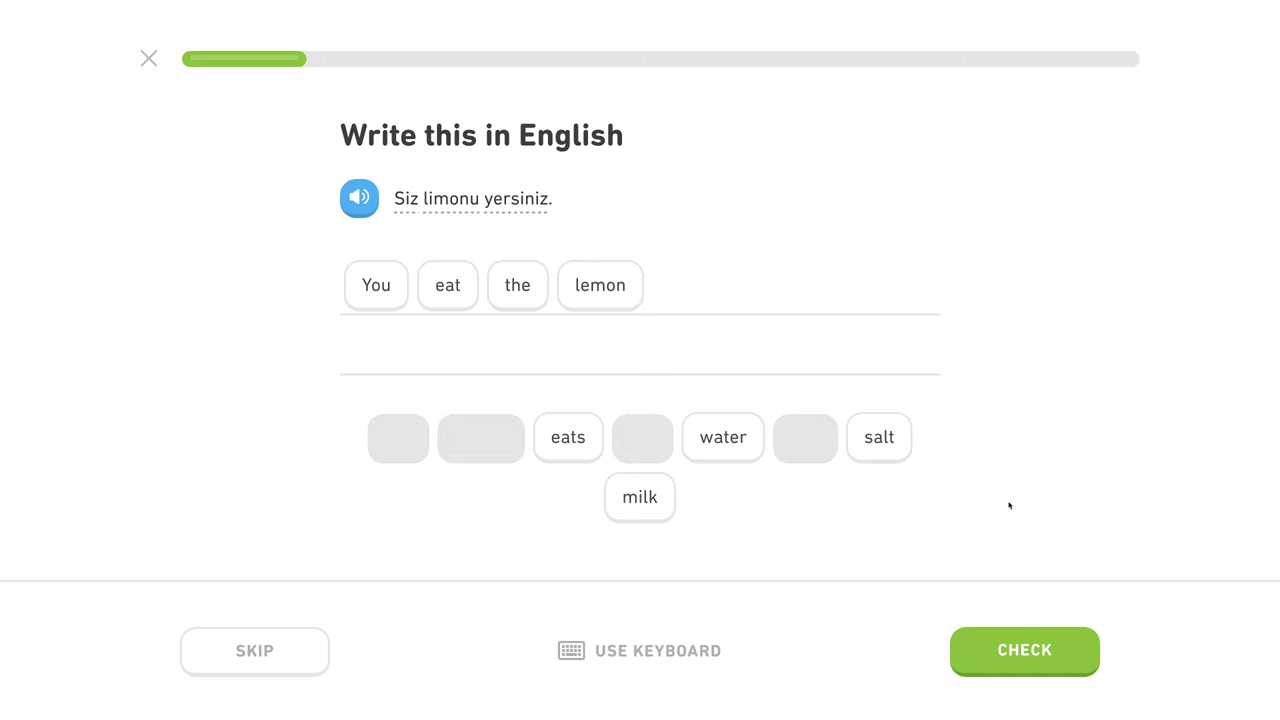 Write this in English
Siz limonu yersiniz.
You eat the lemon
eats water salt
milk
SKIP USE KEYBOARD CHECK